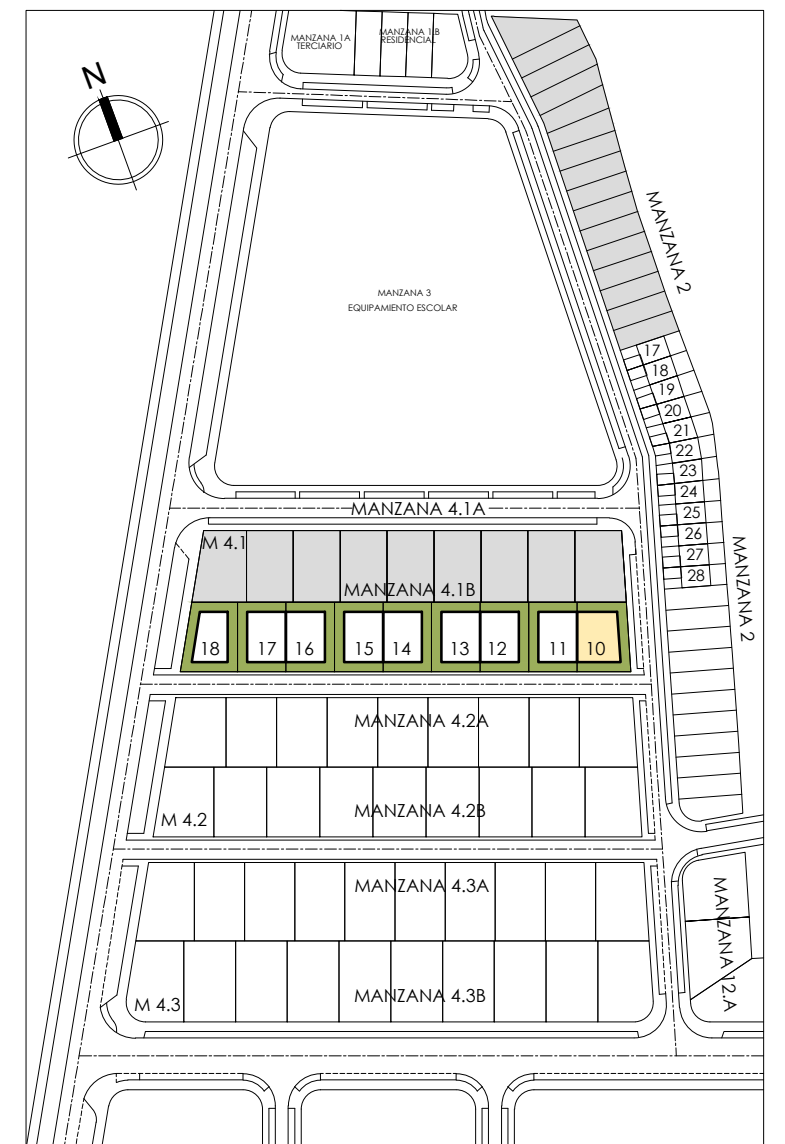 MANZANA 1A
TERCIARIO
MANZANA 1.B
RESIDENCIAL
N
MANZANA 2
MANZANA 3
EQUIPAMIENTO ESCOLAR
17
18
19
20
21
22
23
24
25
26
27
28
MANZANA 2
MANZANA 4.1A
M 4.1
MANZANA 4.1B
18
17
16
15
14
13
12
11
10
MANZANA 4.2A
M 4.2
MANZANA 4.2B
MANZANA 4.3A
MANZANA 12.A
M 4.3
MANZANA 4.3B